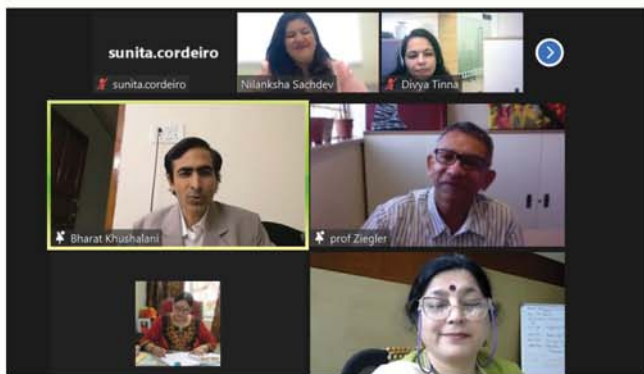 sunita.cordeiro
sunita.cordeiro
Nilanksha Sachdev
Divya Tinna
Bharat Khushalani
prof Ziegler